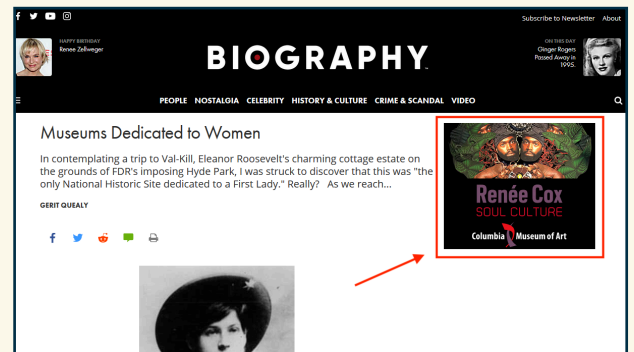 Subscribe to Newsletter About
HAPPY BIRTHDAY
Renee Zellweger
BIOGRAPHY.
ON THIS DAY
Ginger Rogers
Passed Away in
1995.
PEOPLE NOSTALGIA CELEBRITY HISTORY & CULTURE CRIME & SCANDAL VIDEO
Museums Dedicated to Women
In contemplating a trip to Val-Kill, Eleanor Roosevelt's charming cottage estate on
the grounds of FDR's imposing Hyde Park, I was struck to discover that this was "the
only National Historic Site dedicated to a First Lady." Really? As we reach...
GERIT QUEALY
Renée Cox
SOUL CULTURE
Columbia Museum of Art